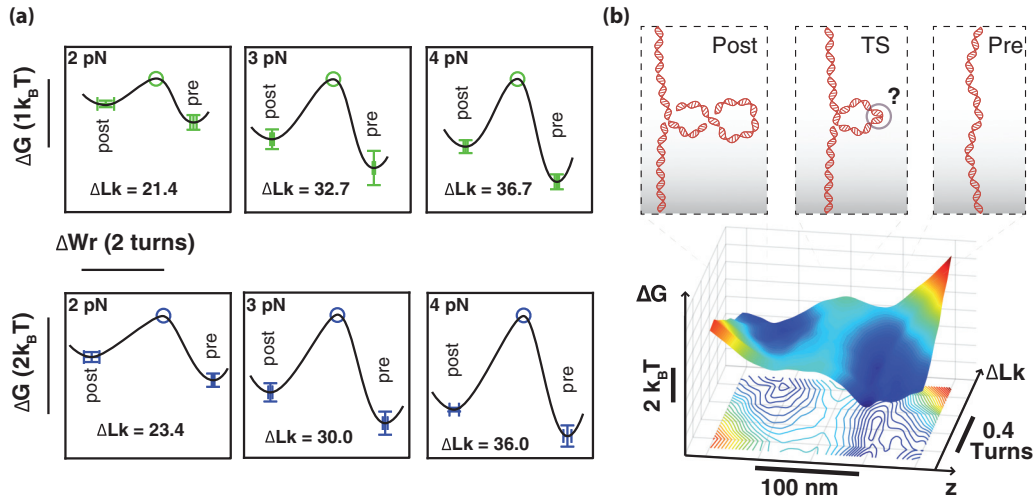 (a)
2 pN
post
pre
ΔLk = 21.4
3 pN
post
pre
ΔLk = 32.7
4 pN
post
pre
ΔLk = 36.7
ΔG (1k_BT)
ΔWr (2 turns)
2 pN
post
pre
ΔLk = 23.4
3 pN
post
pre
ΔLk = 30.0
4 pN
post
pre
ΔLk = 36.0
ΔG (2k_BT)
(b)
Post
TS
?
Pre
ΔG
2 k_BT
ΔLk
0.4
Turns
100 nm
z